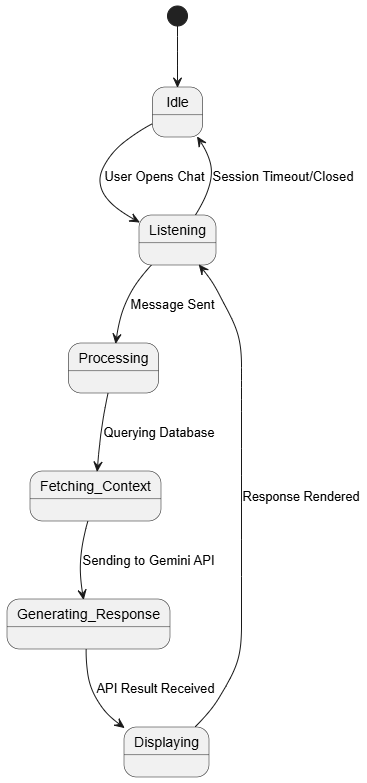 Idle
User Opens Chat
Session Timeout/Closed
Listening
Message Sent
Processing
Querying Database
Fetching_Context
Response Rendered
Sending to Gemini API
Generating_Response
API Result Received
Displaying